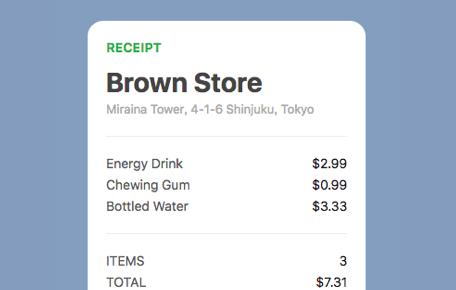 RECEIPT
Brown Store
Miraina Tower, 4-1-6 Shinjuku, Tokyo
Energy Drink $2.99
Chewing Gum $0.99
Bottled Water $3.33
ITEMS 3
TOTAL $7.31